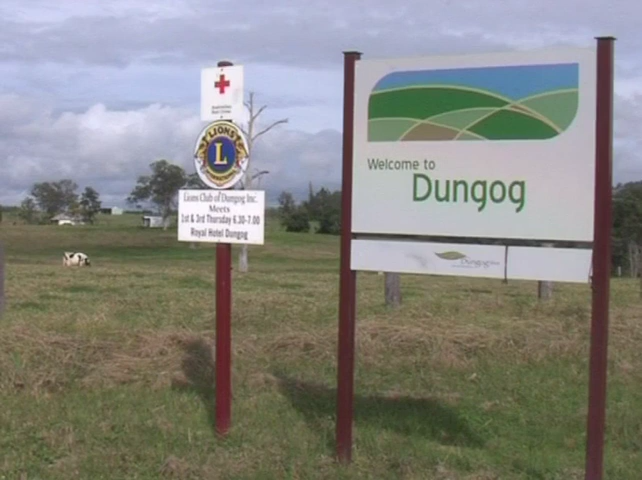 LIONS
L
Lions Club of Dungog Inc.
Meets
1st & 3rd Thursday 6.30-7.00
Royal Hotel Dungog
Welcome to
Dungog
Dungog